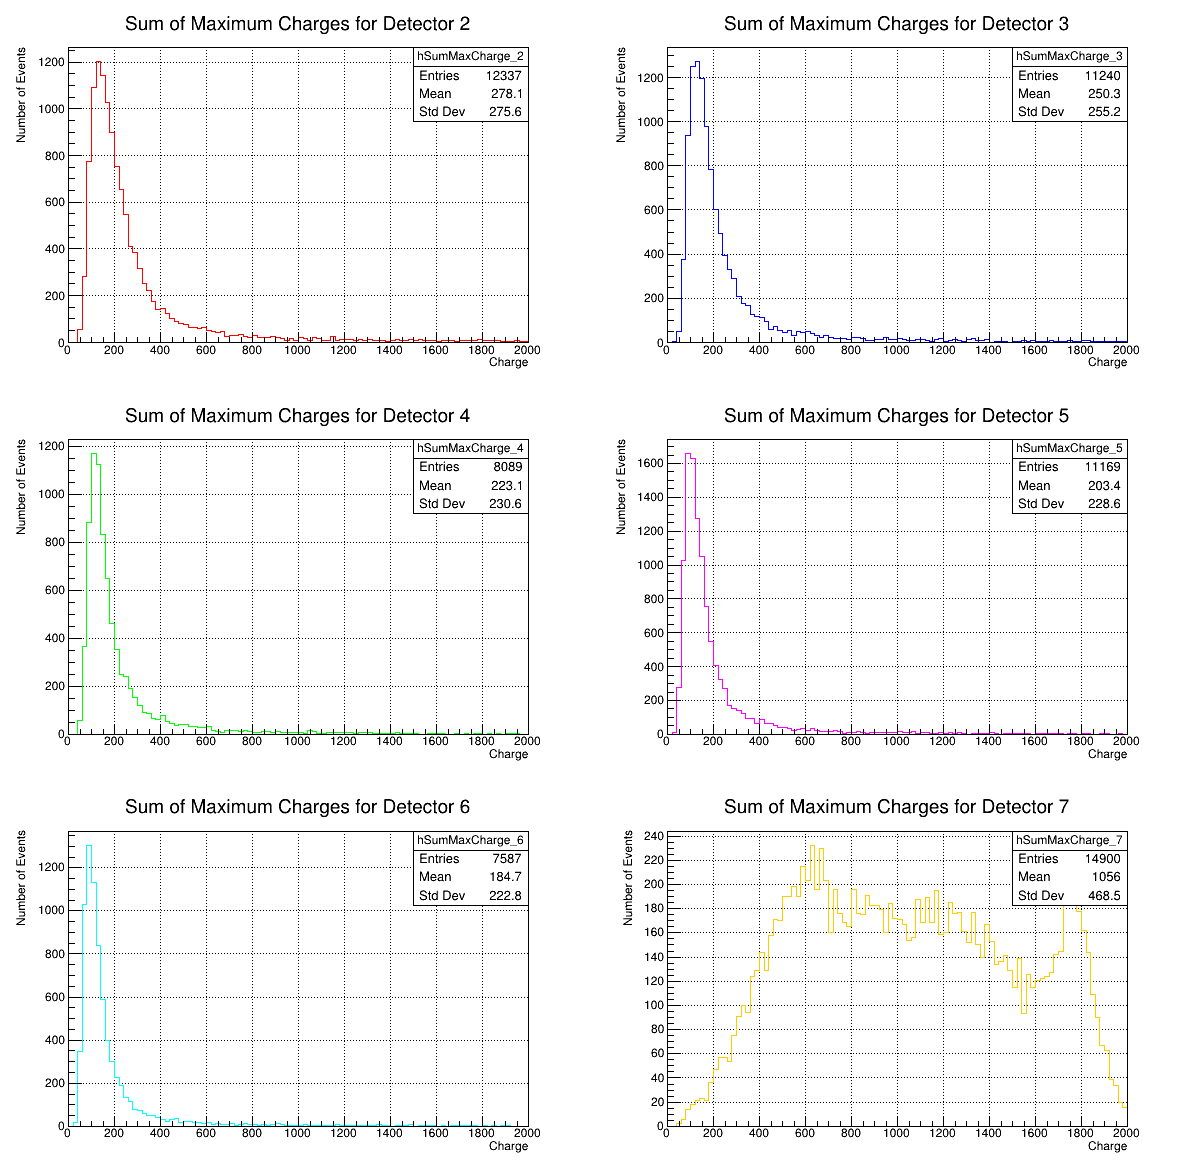 Sum of Maximum Charges for Detector 2
Number of Events
hSumMaxCharge_2
Entries 12337
Mean 278.1
Std Dev 275.6
1200
1000
800
600
400
200
0
0 200 400 600 800 1000 1200 1400 1600 1800 2000
Charge
Sum of Maximum Charges for Detector 3
Number of Events
hSumMaxCharge_3
Entries 11240
Mean 250.3
Std Dev 255.2
1200
1000
800
600
400
200
0
0 200 400 600 800 1000 1200 1400 1600 1800 2000
Charge
Sum of Maximum Charges for Detector 4
Number of Events
hSumMaxCharge_4
Entries 8089
Mean 223.1
Std Dev 230.6
1200
1000
800
600
400
200
0
0 200 400 600 800 1000 1200 1400 1600 1800 2000
Charge
Sum of Maximum Charges for Detector 5
Number of Events
hSumMaxCharge_5
Entries 11169
Mean 203.4
Std Dev 228.6
1600
1400
1200
1000
800
600
400
200
0
0 200 400 600 800 1000 1200 1400 1600 1800 2000
Charge
Sum of Maximum Charges for Detector 6
Number of Events
hSumMaxCharge_6
Entries 7587
Mean 184.7
Std Dev 222.8
1200
1000
800
600
400
200
0
0 200 400 600 800 1000 1200 1400 1600 1800 2000
Charge
Sum of Maximum Charges for Detector 7
Number of Events
hSumMaxCharge_7
Entries 14900
Mean 1056
Std Dev 468.5
240
220
200
180
160
140
120
100
80
60
40
20
0
0 200 400 600 800 1000 1200 1400 1600 1800 2000
Charge